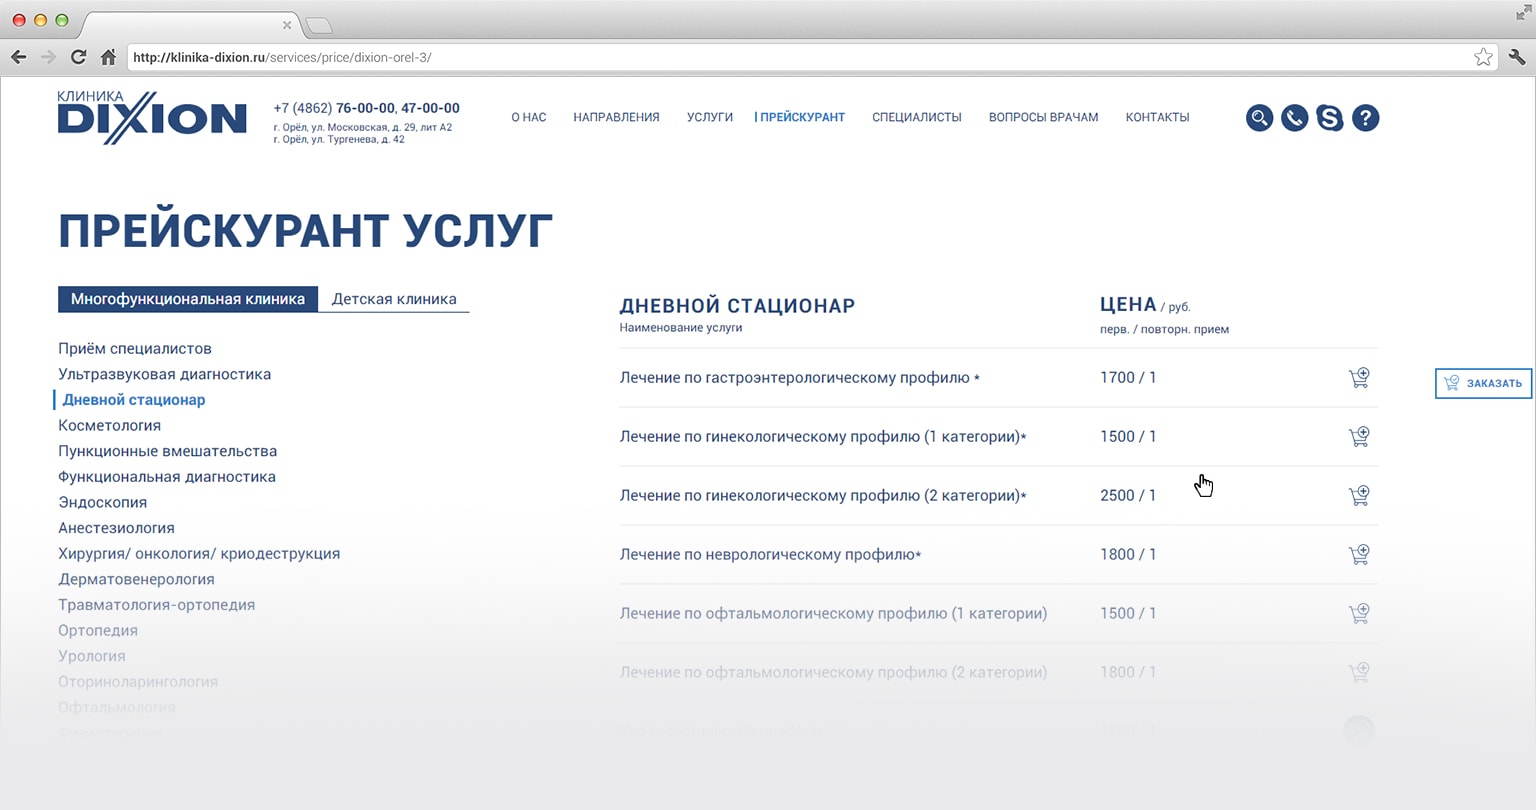 http://klinika-dixion.ru/services/price/dixion-orel-3/
КЛИНИКА
DIXION
+7 (4862) 76-00-00, 47-00-00
г. Орёл, ул. Московская, д. 29, лит А2
г. Орёл, ул. Тургенева, д. 42
О НАС НАПРАВЛЕНИЯ УСЛУГИ ПРЕЙСКУРАНТ СПЕЦИАЛИСТЫ ВОПРОСЫ ВРАЧАМ КОНТАКТЫ
ПРЕЙСКУРАНТ УСЛУГ
Многофункциональная клиника Детская клиника
Приём специалистов
Ультразвуковая диагностика
Дневной стационар
Косметология
Пункционные вмешательства
Функциональная диагностика
Эндоскопия
Анестезиология
Хирургия/ онкология/ криодеструкция
Дерматовенерология
Травматология-ортопедия
Ортопедия
Урология
Оториноларингология
Офтальмология
Физиотерапия
ДНЕВНОЙ СТАЦИОНАР ЦЕНА / руб.
Наименование услуги перв. / повторн. прием
Лечение по гастроэнтерологическому профилю * 1700 / 1
Лечение по гинекологическому профилю (1 категории)* 1500 / 1
Лечение по гинекологическому профилю (2 категории)* 2500 / 1
Лечение по неврологическому профилю* 1800 / 1
Лечение по офтальмологическому профилю (1 категории) 1500 / 1
Лечение по офтальмологическому профилю (2 категории) 1800 / 1
ЗАКАЗАТЬ